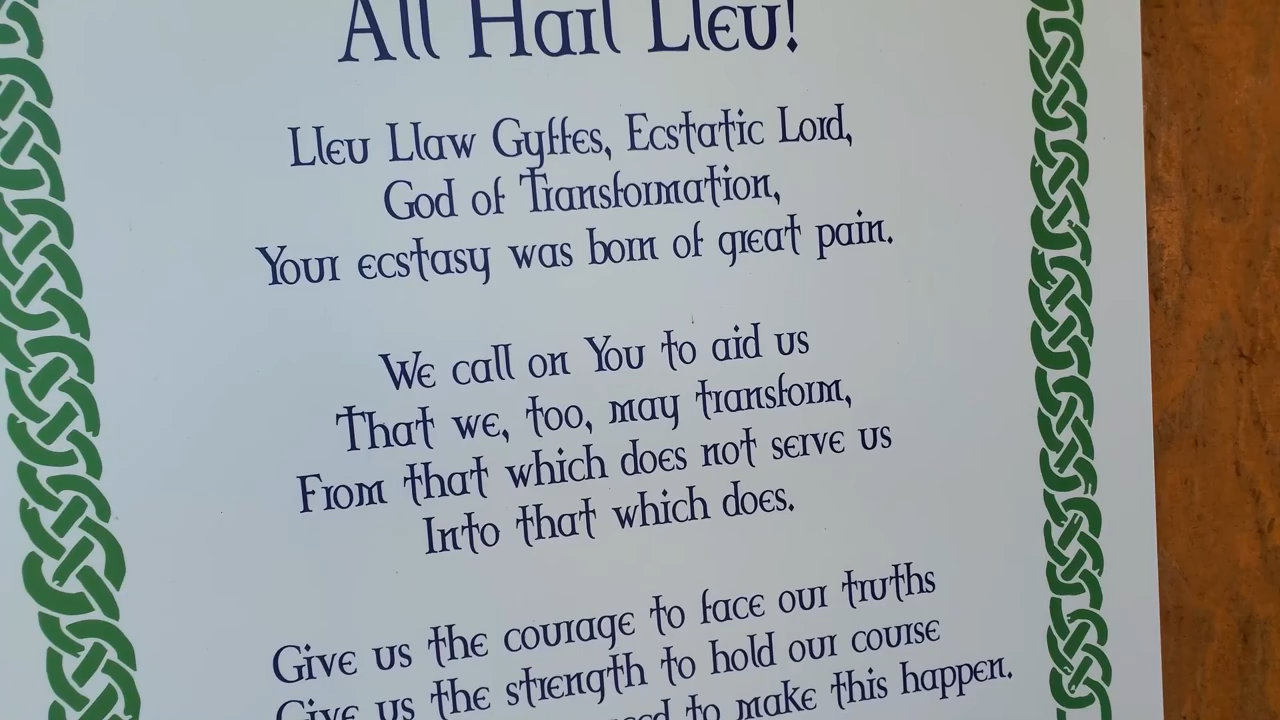 All Hail Lleu!
Lleu Llaw Gyffes, Ecstatic Lord,
God of Transformation,
Your ecstasy was born of great pain.
We call on You to aid us
That we, too, may transform,
From that which does not serve us
Into that which does.
Give us the courage to face our truths
Give us the strength to hold our course
to make this happen.